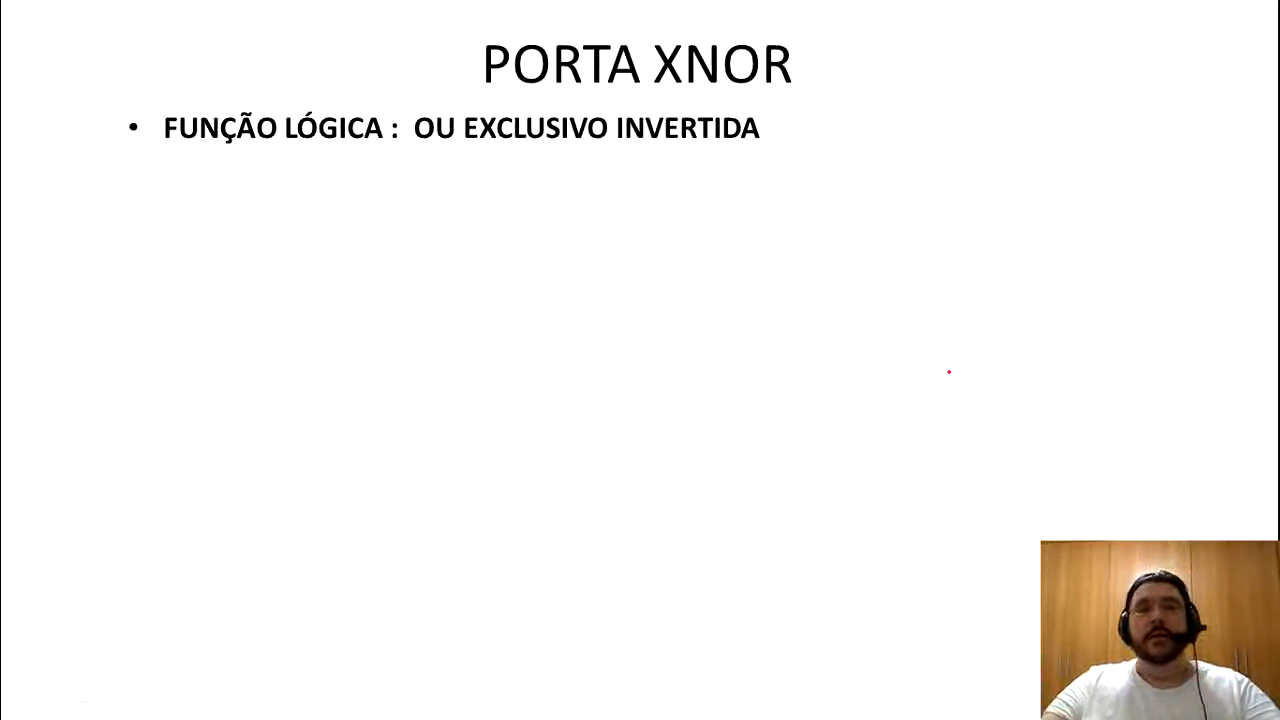 PORTA XNOR
• FUNÇÃO LÓGICA : OU EXCLUSIVO INVERTIDA